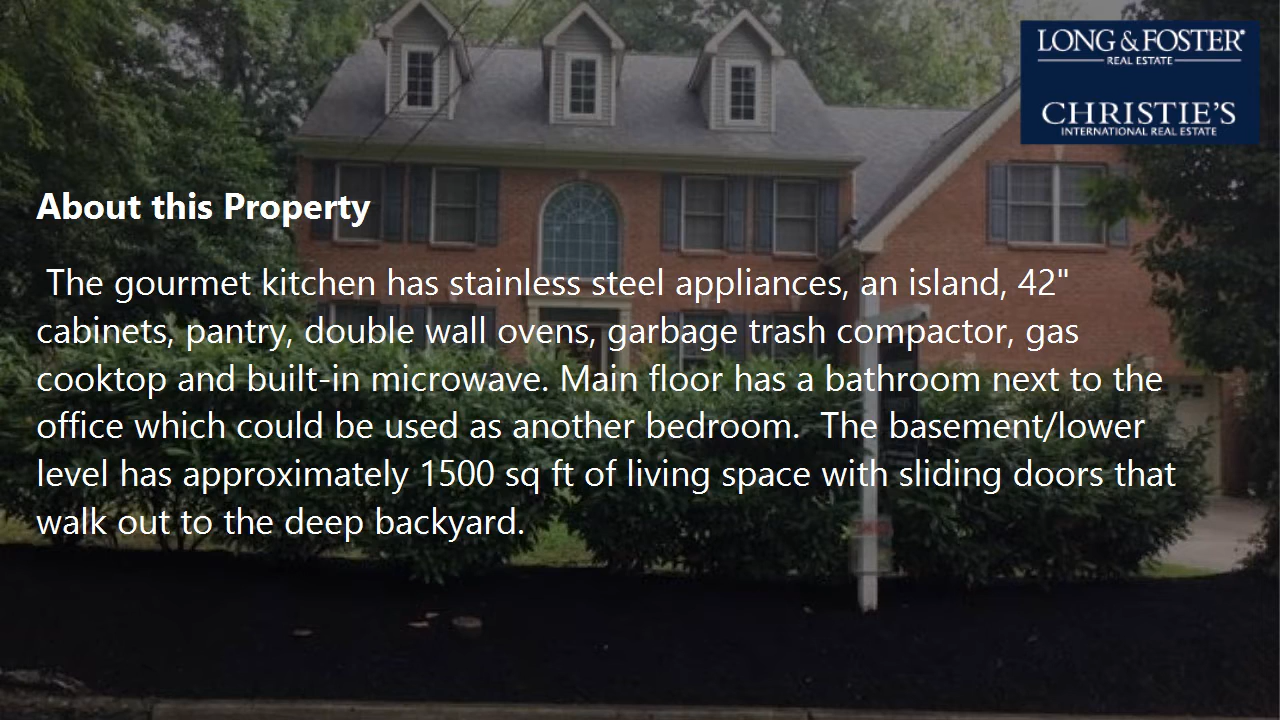 LONG & FOSTER®
REAL ESTATE
CHRISTIE'S
INTERNATIONAL REAL ESTATE
About this Property
The gourmet kitchen has stainless steel appliances, an island, 42"
cabinets, pantry, double wall ovens, garbage trash compactor, gas
cooktop and built-in microwave. Main floor has a bathroom next to the
office which could be used as another bedroom.  The basement/lower
level has approximately 1500 sq ft of living space with sliding doors that
walk out to the deep backyard.